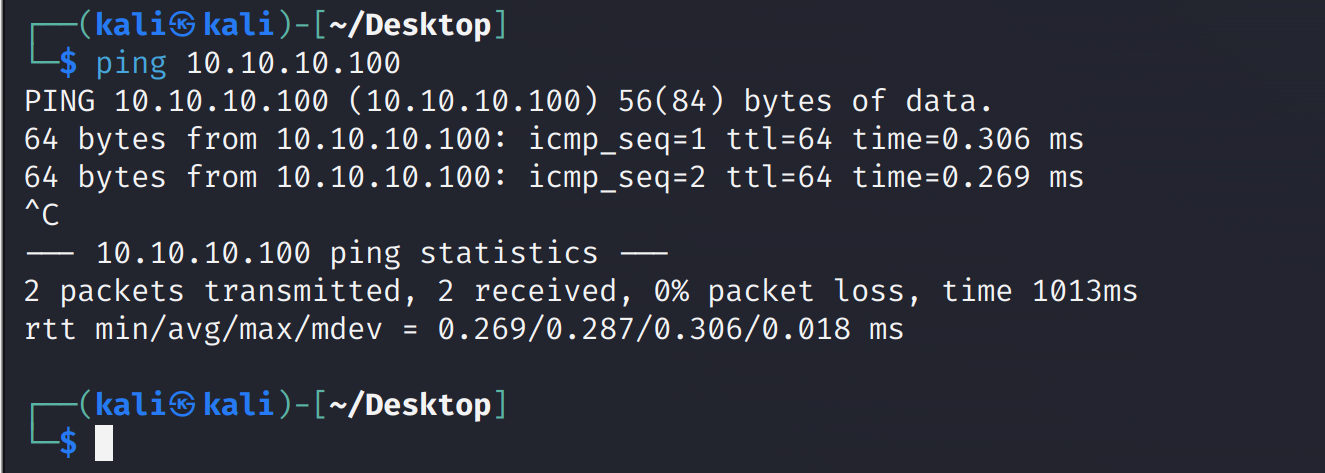 ┌──(kali㉿kali)-[~/Desktop]
└─$ ping 10.10.10.100
PING 10.10.10.100 (10.10.10.100) 56(84) bytes of data.
64 bytes from 10.10.10.100: icmp_seq=1 ttl=64 time=0.306 ms
64 bytes from 10.10.10.100: icmp_seq=2 ttl=64 time=0.269 ms
^C
--- 10.10.10.100 ping statistics ---
2 packets transmitted, 2 received, 0% packet loss, time 1013ms
rtt min/avg/max/mdev = 0.269/0.287/0.306/0.018 ms
┌──(kali㉿kali)-[~/Desktop]
└─$